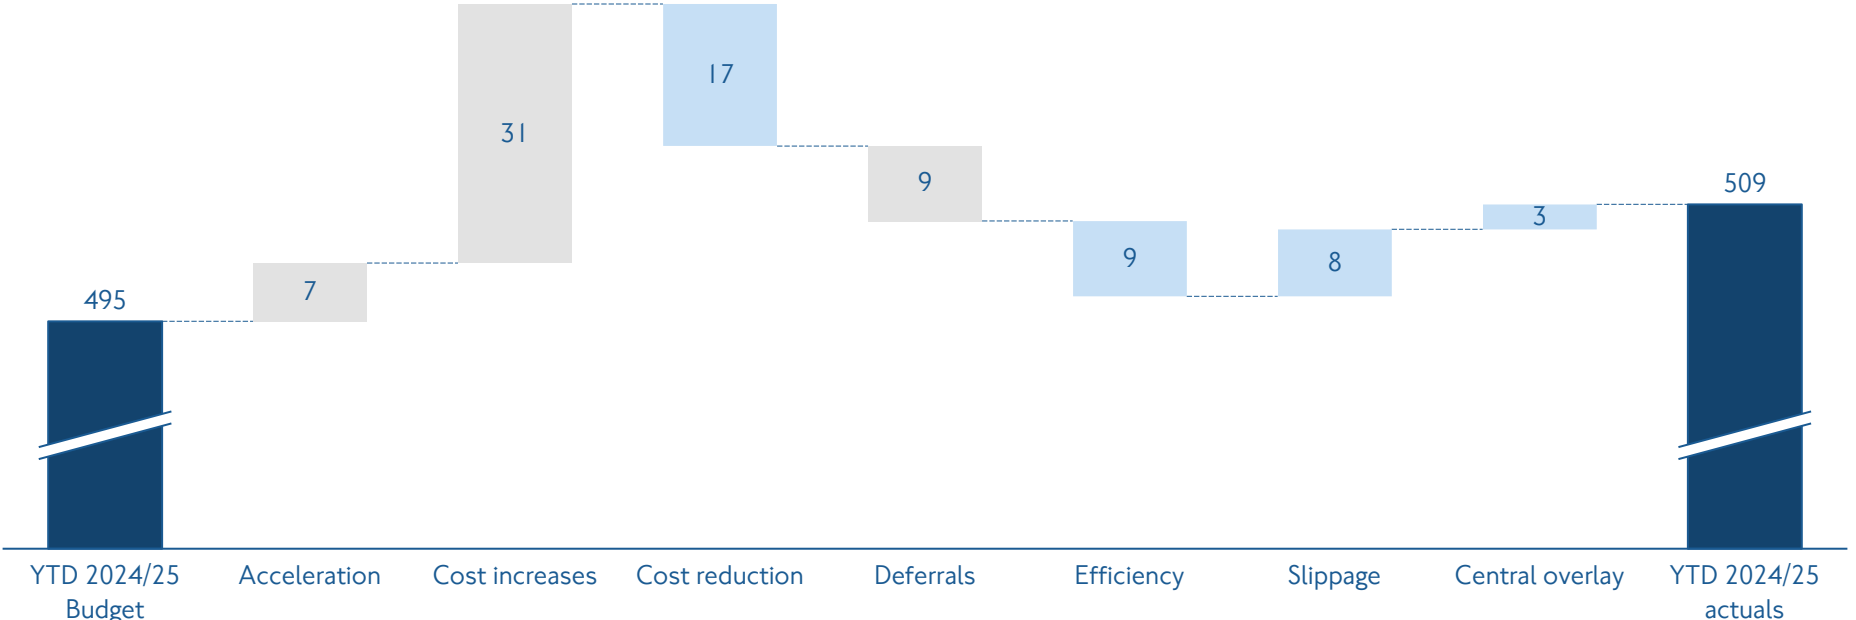 31
17
9
7
9
8
3
495
509
YTD 2024/25
Budget
Acceleration
Cost increases
Cost reduction
Deferrals
Efficiency
Slippage
Central overlay
YTD 2024/25
actuals